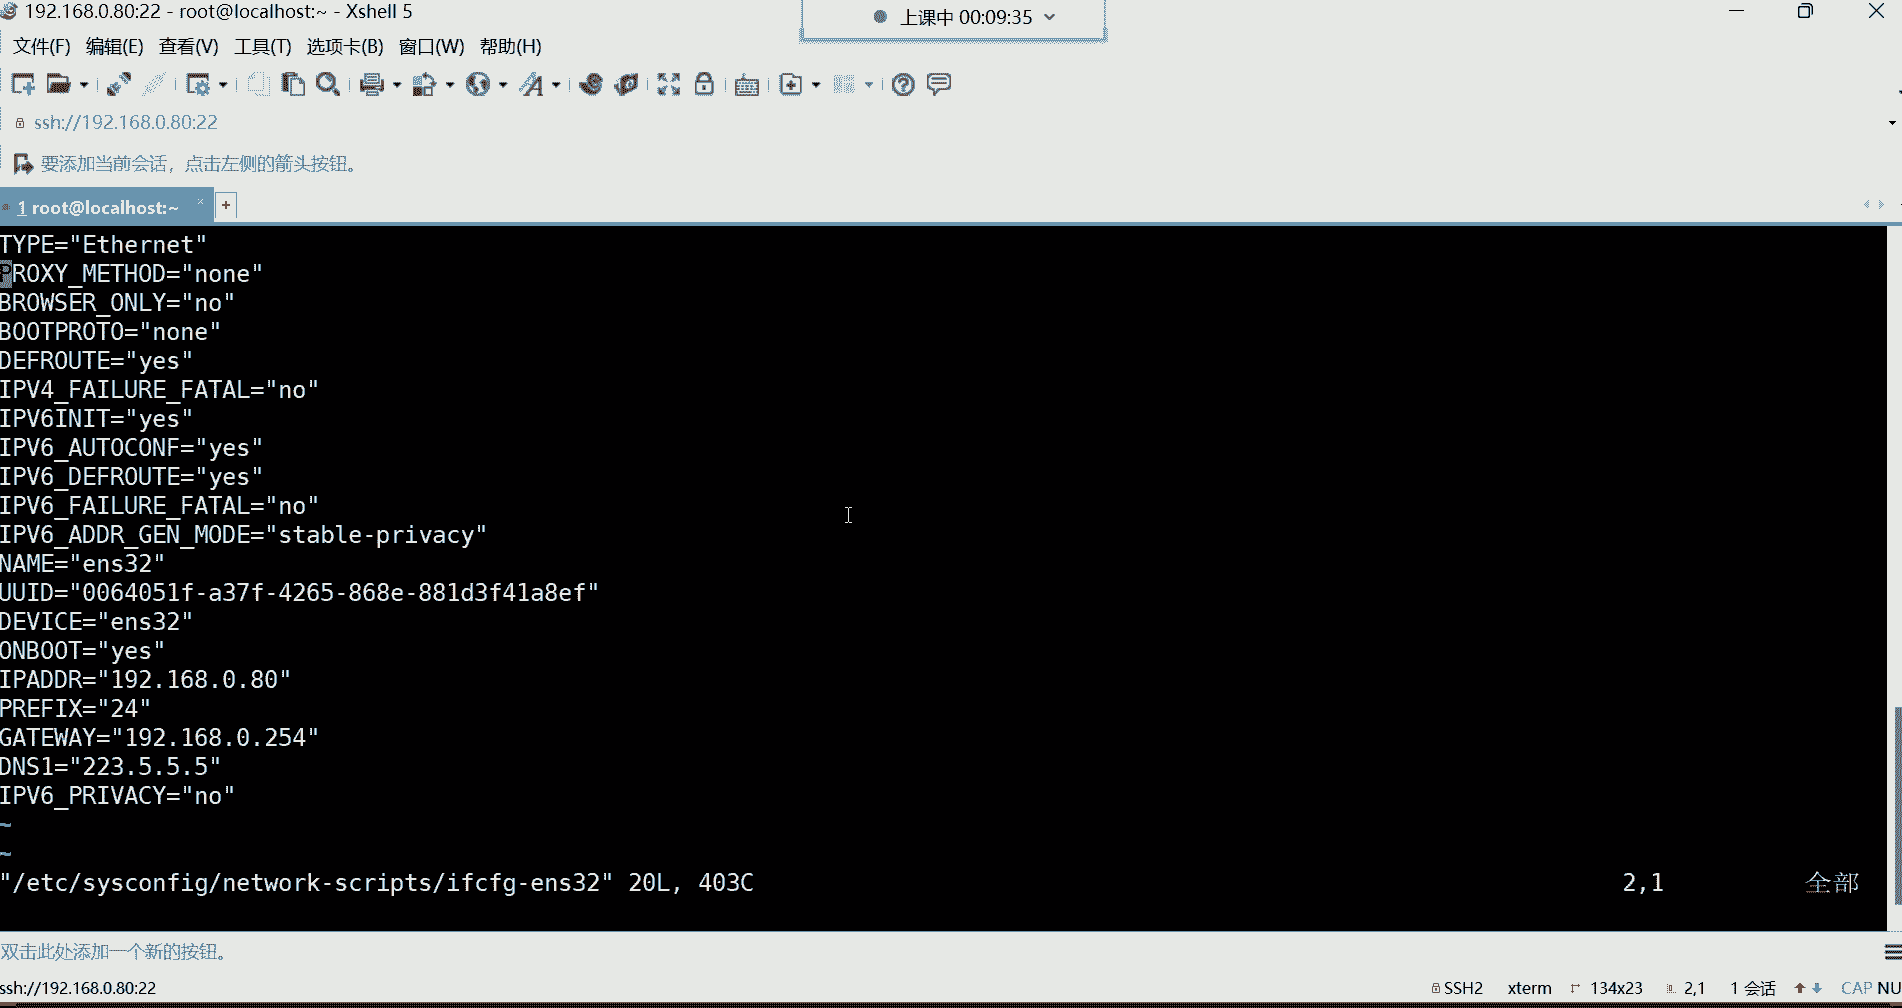 192.168.0.80:22 - root@localhost:~ - Xshell 5
上课中 00:09:35
文件(F) 编辑(E) 查看(V) 工具(T) 选项卡(B) 窗口(W) 帮助(H)
ssh://192.168.0.80:22
要添加当前会话，点击左侧的箭头按钮。
1 root@localhost:~ × +
TYPE="Ethernet"
PROXY_METHOD="none"
BROWSER_ONLY="no"
BOOTPROTO="none"
DEFROUTE="yes"
IPV4_FAILURE_FATAL="no"
IPV6INIT="yes"
IPV6_AUTOCONF="yes"
IPV6_DEFROUTE="yes"
IPV6_FAILURE_FATAL="no"
IPV6_ADDR_GEN_MODE="stable-privacy"
NAME="ens32"
UUID="0064051f-a37f-4265-868e-881d3f41a8ef"
DEVICE="ens32"
ONBOOT="yes"
IPADDR="192.168.0.80"
PREFIX="24"
GATEWAY="192.168.0.254"
DNS1="223.5.5.5"
IPV6_PRIVACY="no"
~
~
"/etc/sysconfig/network-scripts/ifcfg-ens32" 20L, 403C 2,1 全部
双击此处添加一个新的按钮。
ssh://192.168.0.80:22 SSH2 xterm 134x23 2,1 1 会话 CAP NU